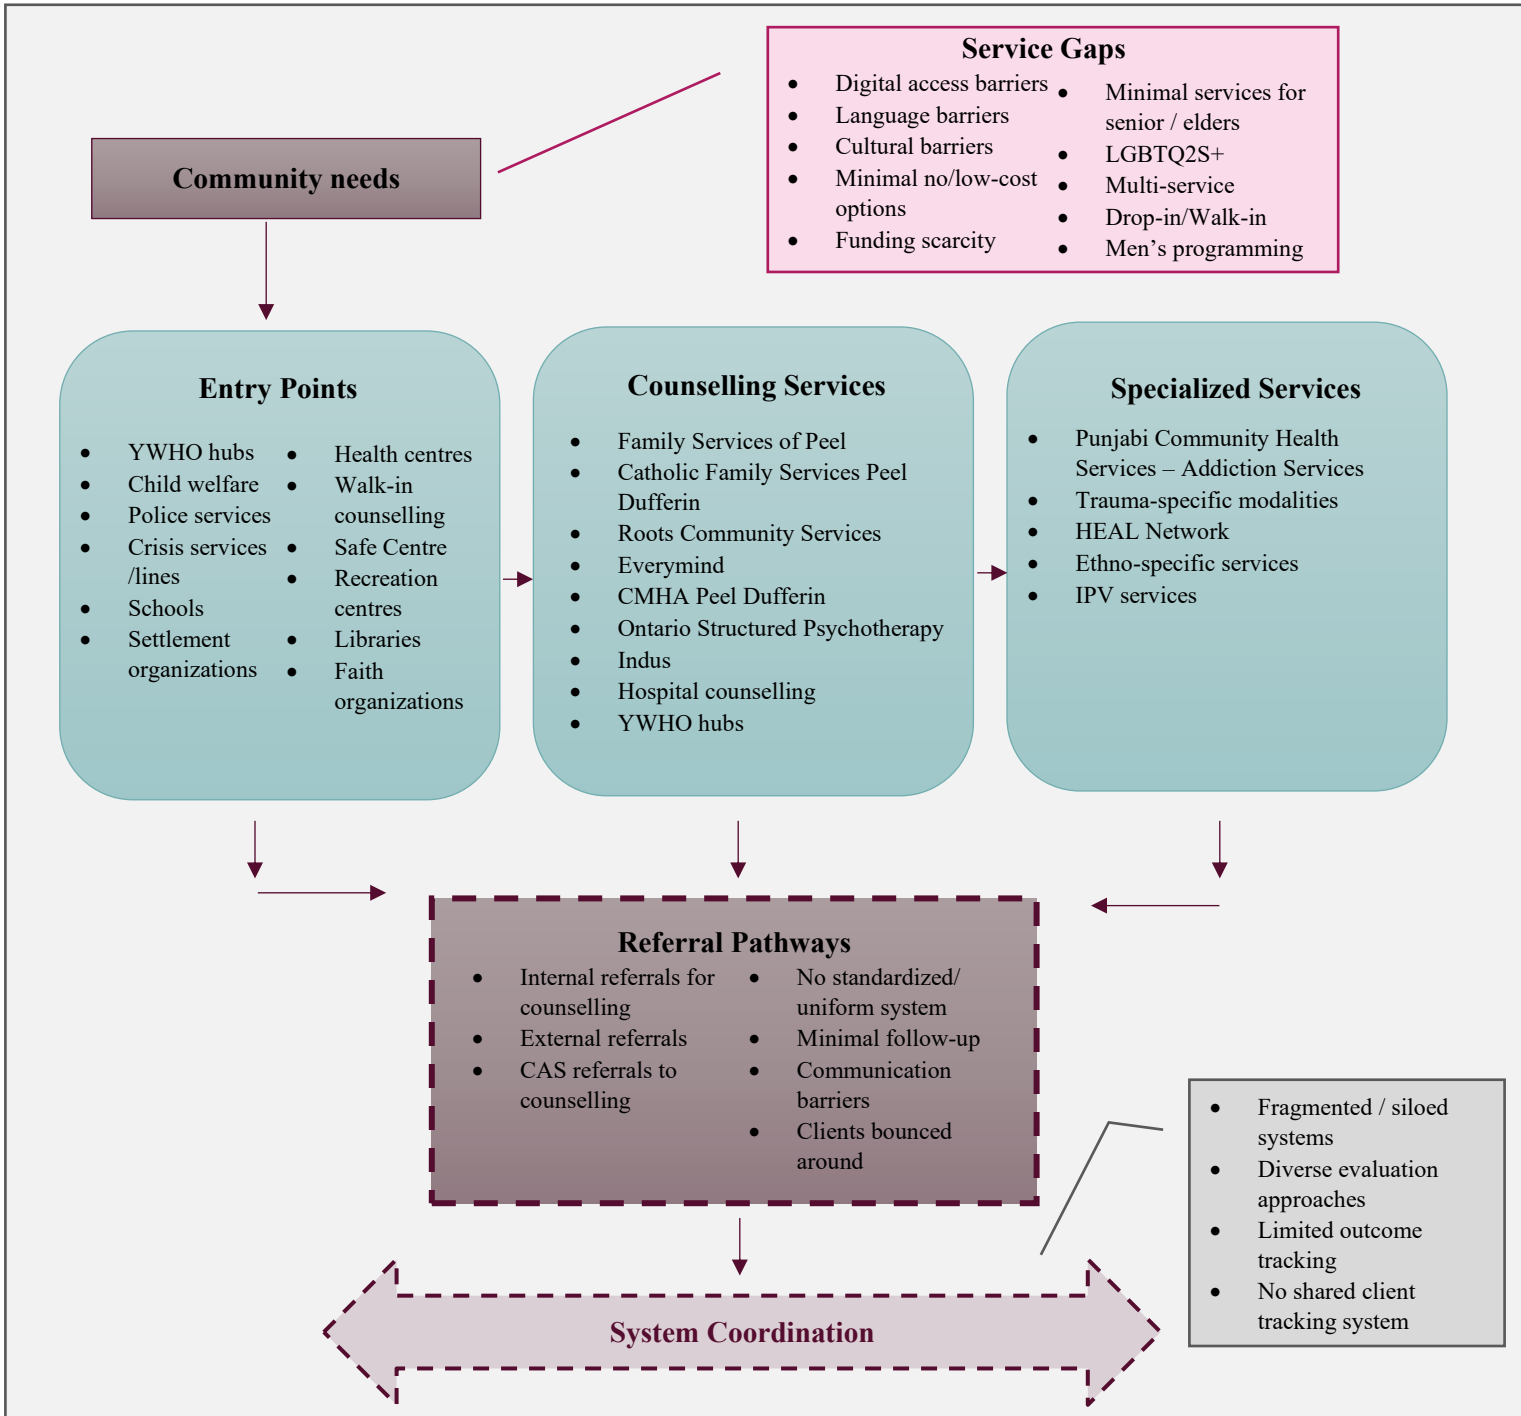 Service Gaps
Digital access barriers
Language barriers
Cultural barriers
Minimal no/low-cost
options
Funding scarcity
Minimal services for
senior / elders
LGBTQ2S+
Multi-service
Drop-in/Walk-in
Men’s programming
Community needs
Entry Points
YWHO hubs
Child welfare
Police services
Crisis services
/lines
Schools
Settlement
organizations
Health centres
Walk-in
counselling
Safe Centre
Recreation
centres
Libraries
Faith
organizations
Counselling Services
Family Services of Peel
Catholic Family Services Peel
Dufferin
Roots Community Services
Everymind
CMHA Peel Dufferin
Ontario Structured Psychotherapy
Indus
Hospital counselling
YWHO hubs
Specialized Services
Punjabi Community Health
Services – Addiction Services
Trauma-specific modalities
HEAL Network
Ethno-specific services
IPV services
Referral Pathways
Internal referrals for
counselling
External referrals
CAS referrals to
counselling
No standardized/
uniform system
Minimal follow-up
Communication
barriers
Clients bounced
around
Fragmented / siloed
systems
Diverse evaluation
approaches
Limited outcome
tracking
No shared client
tracking system
System Coordination